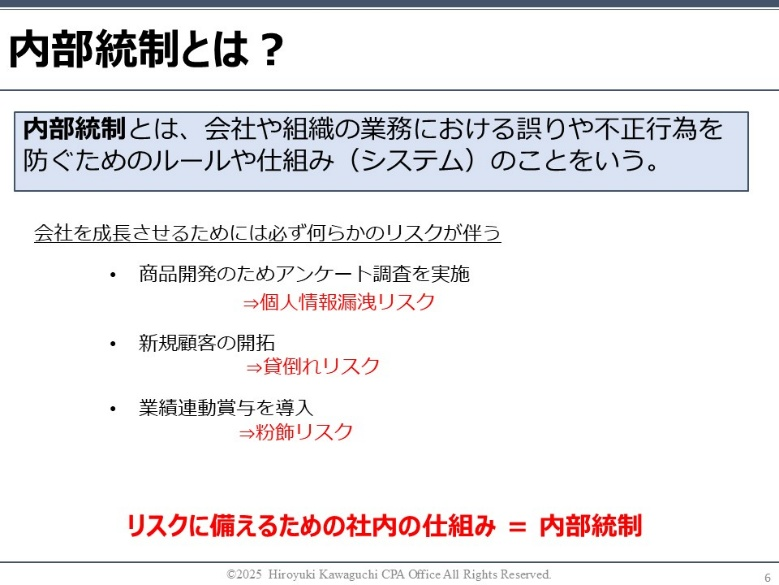 内部統制とは？
内部統制とは、会社や組織の業務における誤りや不正行為を
防ぐためのルールや仕組み（システム）のことをいう。
会社を成長させるためには必ず何らかのリスクが伴う
• 商品開発のためアンケート調査を実施
⇒個人情報漏洩リスク
• 新規顧客の開拓
⇒貸倒れリスク
• 業績連動賞与を導入
⇒粉飾リスク
リスクに備えるための社内の仕組み ＝ 内部統制
©2025 Hiroyuki Kawaguchi CPA Office All Rights Reserved.
6